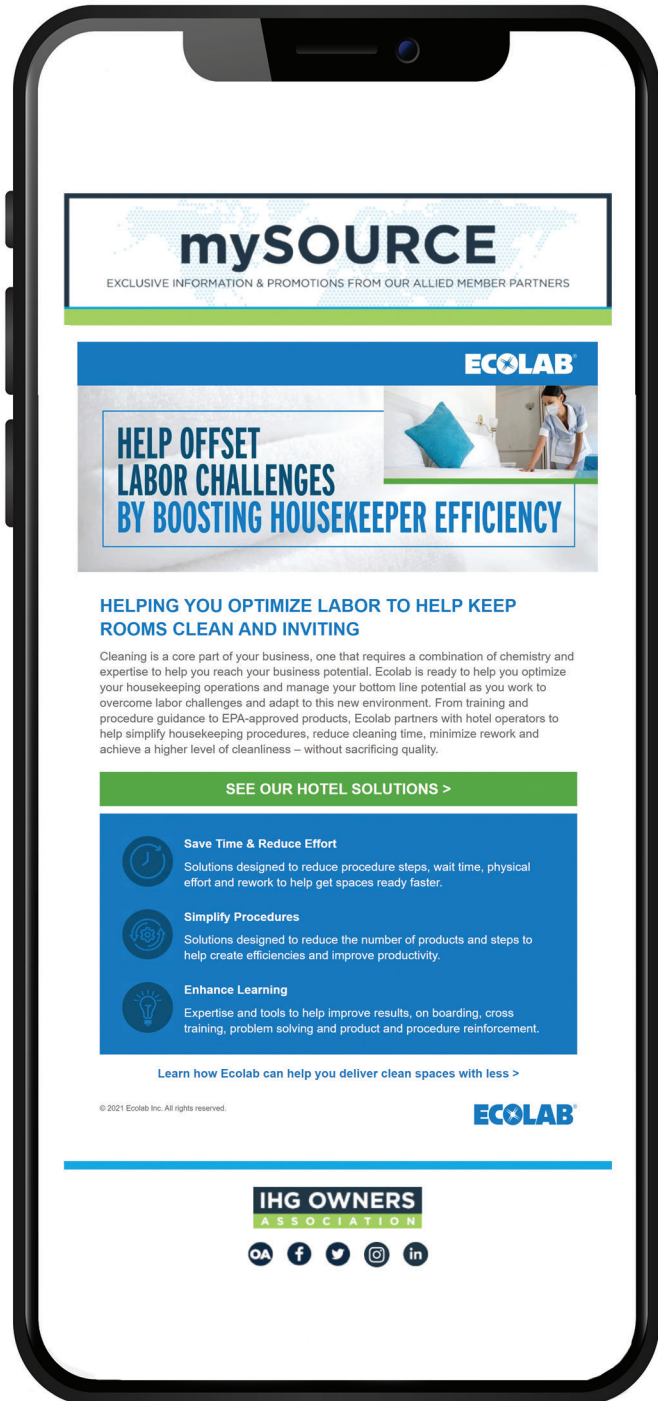 mySOURCE
EXCLUSIVE INFORMATION & PROMOTIONS FROM OUR ALLIED MEMBER PARTNERS
ECOLAB®
HELP OFFSET
LABOR CHALLENGES
BY BOOSTING HOUSEKEEPER EFFICIENCY
HELPING YOU OPTIMIZE LABOR TO HELP KEEP
ROOMS CLEAN AND INVITING
Cleaning is a core part of your business, one that requires a combination of chemistry and
expertise to help you reach your business potential. Ecolab is ready to help you optimize
your housekeeping operations and manage your bottom line potential as you work to
overcome labor challenges and adapt to this new environment. From training and
procedure guidance to EPA-approved products, Ecolab partners with hotel operators to
help simplify housekeeping procedures, reduce cleaning time, minimize rework and
achieve a higher level of cleanliness – without sacrificing quality.
SEE OUR HOTEL SOLUTIONS >
Save Time & Reduce Effort
Solutions designed to reduce procedure steps, wait time, physical
effort and rework to help get spaces ready faster.
Simplify Procedures
Solutions designed to reduce the number of products and steps to
help create efficiencies and improve productivity.
Enhance Learning
Expertise and tools to help improve results, on boarding, cross
training, problem solving and product and procedure reinforcement.
Learn how Ecolab can help you deliver clean spaces with less >
© 2021 Ecolab Inc. All rights reserved.
ECOLAB®
IHG OWNERS
ASSOCIATION
OA f in